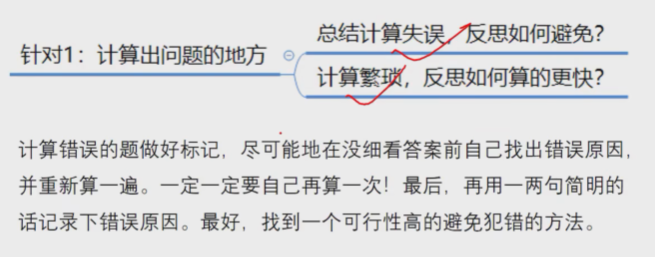 针对1：计算出问题的地方
总结计算失误，反思如何避免？
计算繁琐，反思如何算的更快？
计算错误的题做好标记，尽可能地在没细看答案前自己找出错误原因，
并重新算一遍。一定一定要自己再算一次！最后，再用一两句简明的
话记录下错误原因。最好，找到一个可行性高的避免犯错的方法。